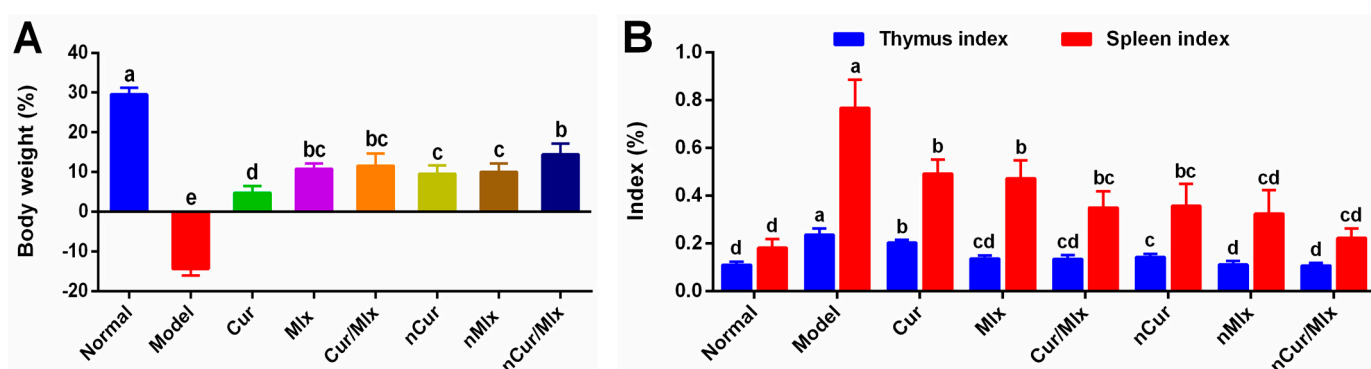 A
Body weight (%)
40
30
20
10
0
-10
-20
a
e
d
bc
bc
c
c
b
Normal
Model
Cur
Mlx
Cur/Mlx
nCur
nMlx
nCur/Mlx
B
Thymus index
Spleen index
Index (%)
1.0
0.8
0.6
0.4
0.2
0.0
d
d
a
a
b
b
cd
b
cd
bc
c
bc
d
cd
d
cd
Normal
Model
Cur
Mlx
Cur/Mlx
nCur
nMlx
nCur/Mlx